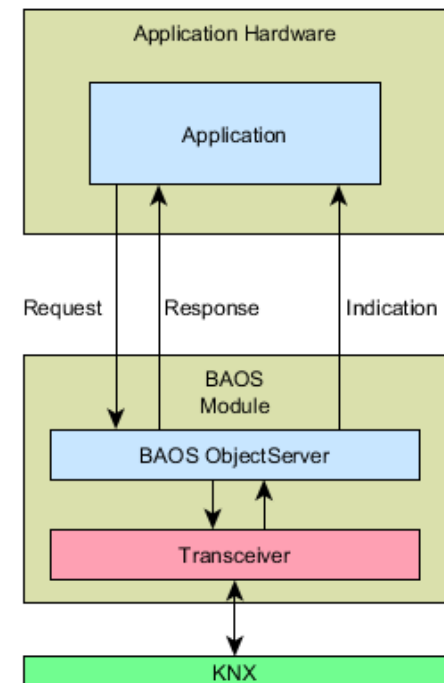 Application Hardware
Application
Request
Response
Indication
BAOS
Module
BAOS ObjectServer
Transceiver
KNX